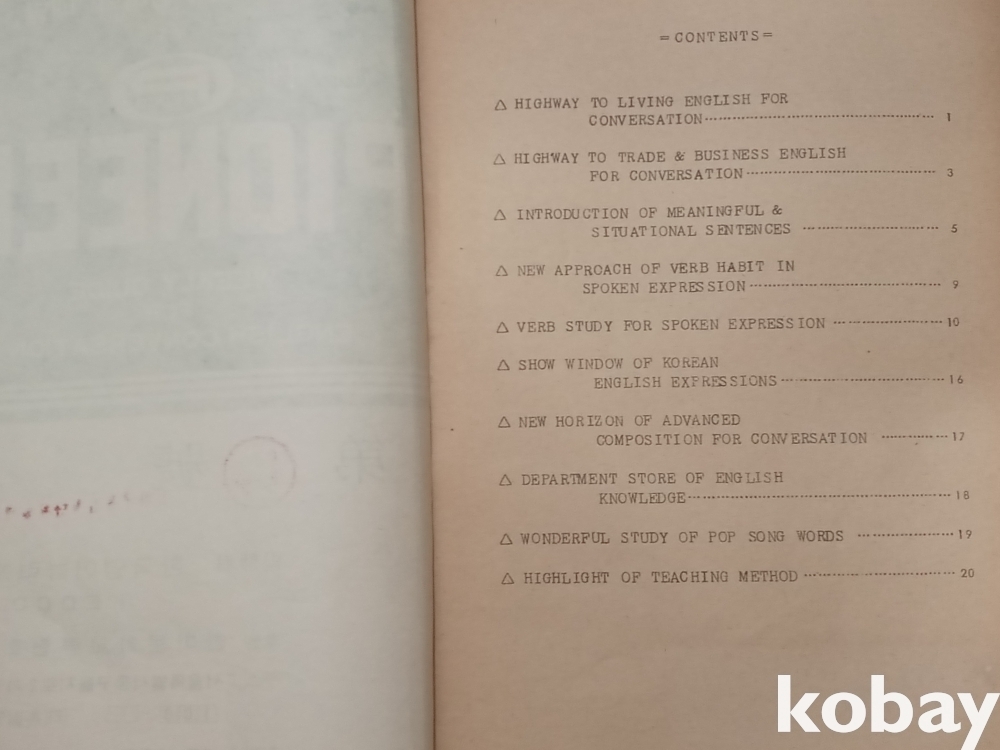 =CONTENTS=
△ HIGHWAY TO LIVING ENGLISH FOR
CONVERSATION 1
△ HIGHWAY TO TRADE & BUSINESS ENGLISH
FOR CONVERSATION 3
△ INTRODUCTION OF MEANINGFUL &
SITUATIONAL SENTENCES 5
△ NEW APPROACH OF VERB HABIT IN
SPOKEN EXPRESSION 9
△ VERB STUDY FOR SPOKEN EXPRESSION 10
△ SHOW WINDOW OF KOREAN
ENGLISH EXPRESSIONS 16
△ NEW HORIZON OF ADVANCED
COMPOSITION FOR CONVERSATION 17
△ DEPARTMENT STORE OF ENGLISH
KNOWLEDGE 18
△ WONDERFUL STUDY OF POP SONG WORDS 19
△ HIGHLIGHT OF TEACHING METHOD 20
kobay